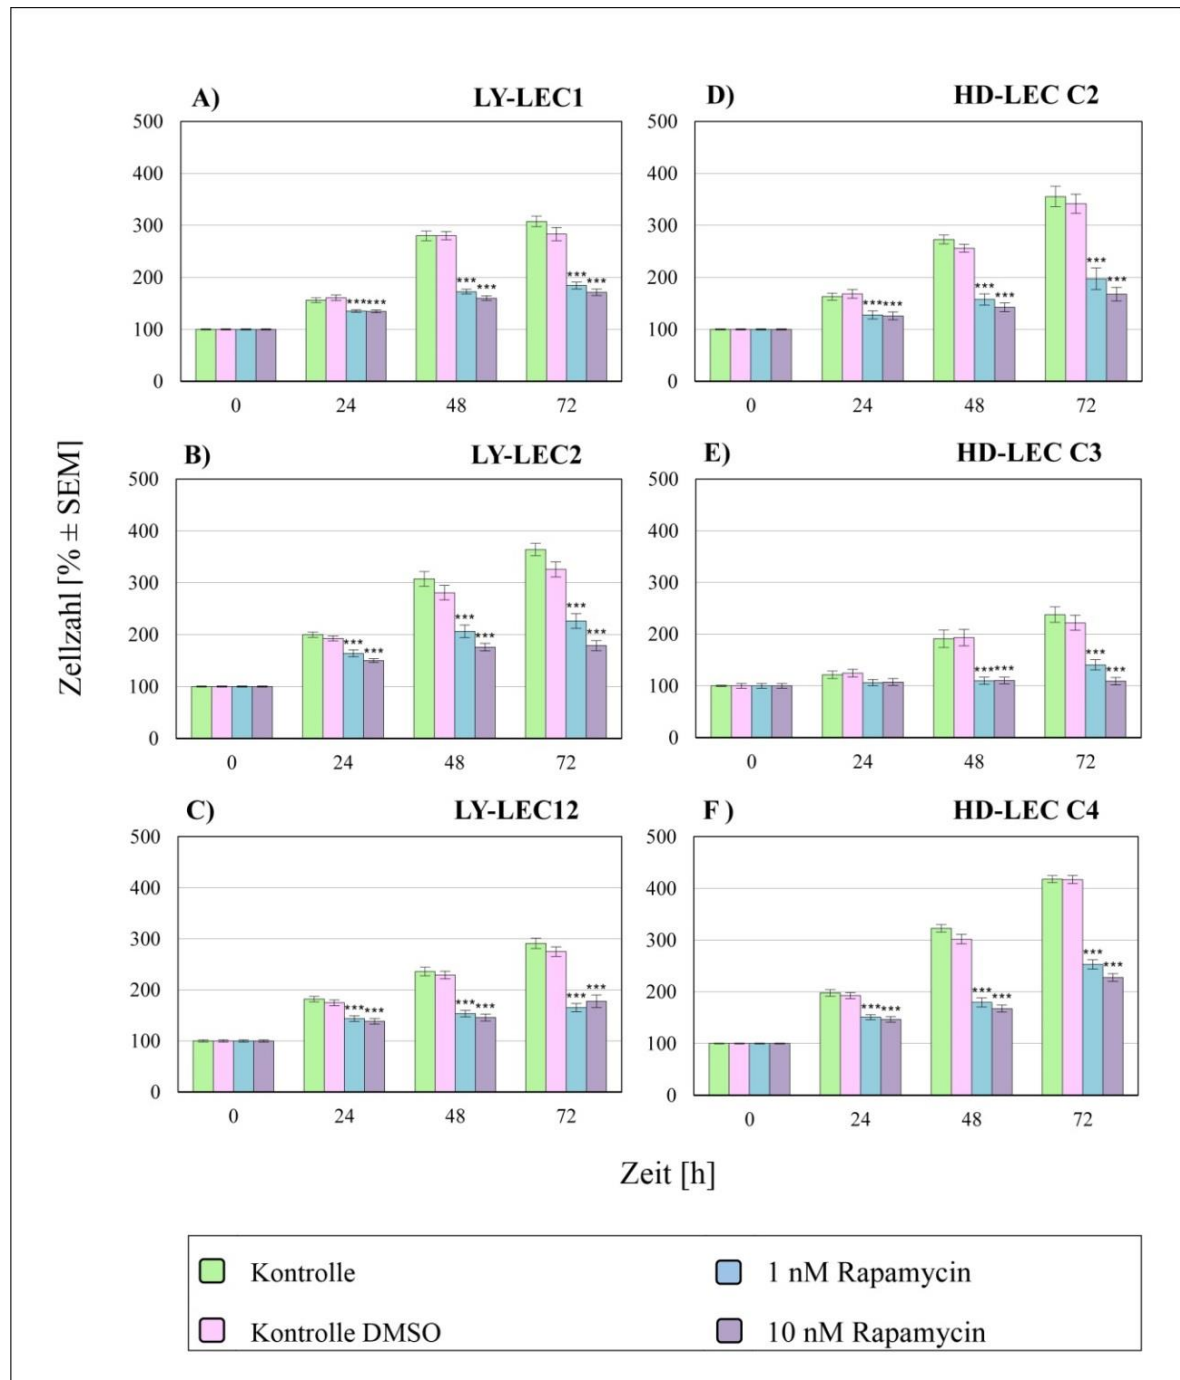 A) LY-LEC1
500
400
300
200
100
0
*** ***
*** ***
*** ***
0 24 48 72
D) HD-LEC C2
500
400
300
200
100
0
*** ***
*** ***
*** ***
0 24 48 72
B) LY-LEC2
500
400
300
200
100
0
*** ***
*** ***
*** ***
0 24 48 72
E) HD-LEC C3
500
400
300
200
100
0
*** ***
*** ***
0 24 48 72
C) LY-LEC12
500
400
300
200
100
0
*** ***
*** ***
*** ***
0 24 48 72
F ) HD-LEC C4
500
400
300
200
100
0
*** ***
*** ***
*** ***
0 24 48 72
Zellzahl [% ± SEM]
Zeit [h]
Kontrolle
1 nM Rapamycin
Kontrolle DMSO
10 nM Rapamycin